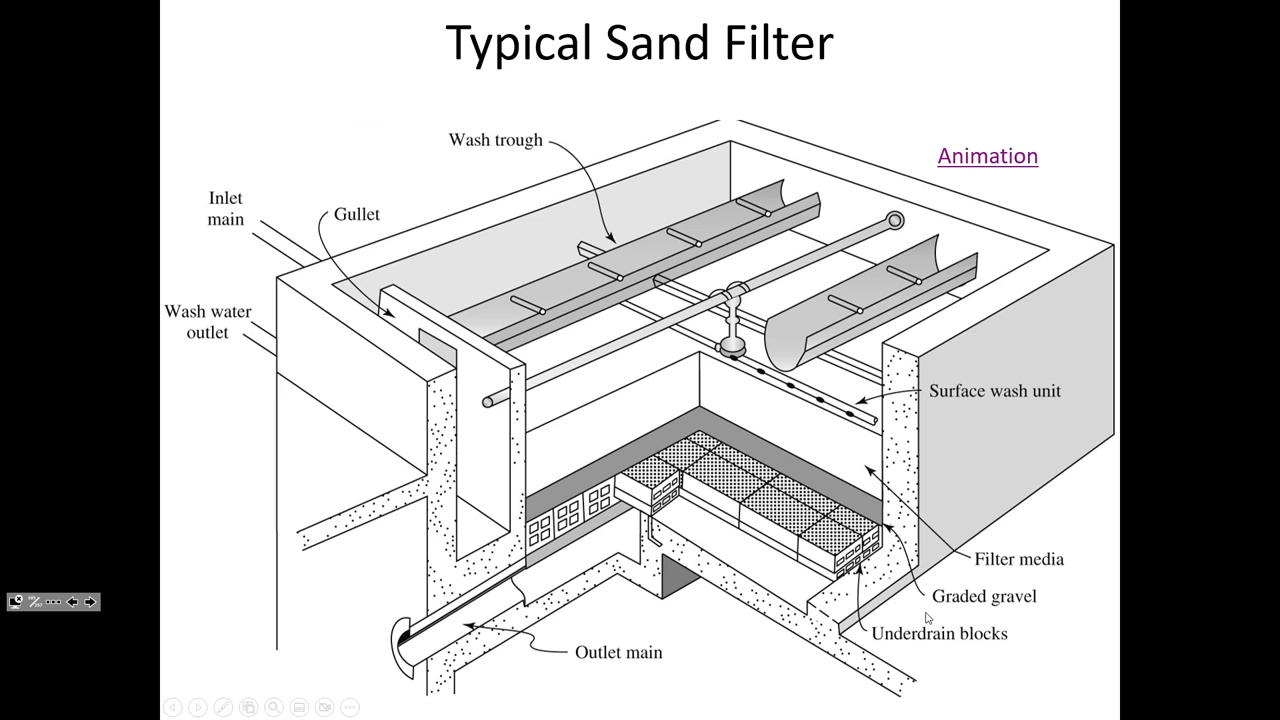 Typical Sand Filter
Wash trough
Animation
Inlet
main
Gullet
Wash water
outlet
Surface wash unit
Filter media
Graded gravel
Underdrain blocks
Outlet main